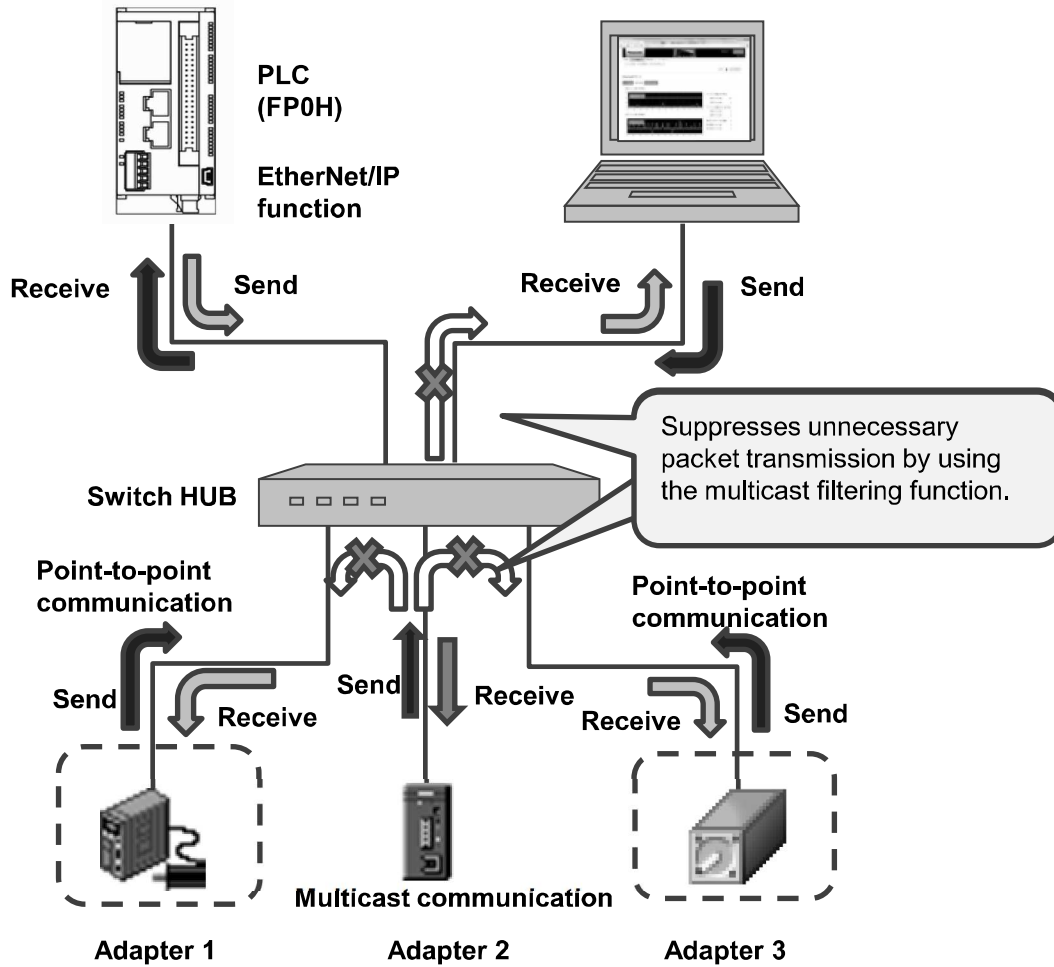 PLC
(FP0H)
EtherNet/IP
function
Receive
Send
Receive
Send
Suppresses unnecessary
packet transmission by using
the multicast filtering function.
Switch HUB
Point-to-point
communication
Point-to-point
communication
Send
Receive
Send
Receive
Receive
Send
Multicast communication
Adapter 1
Adapter 2
Adapter 3